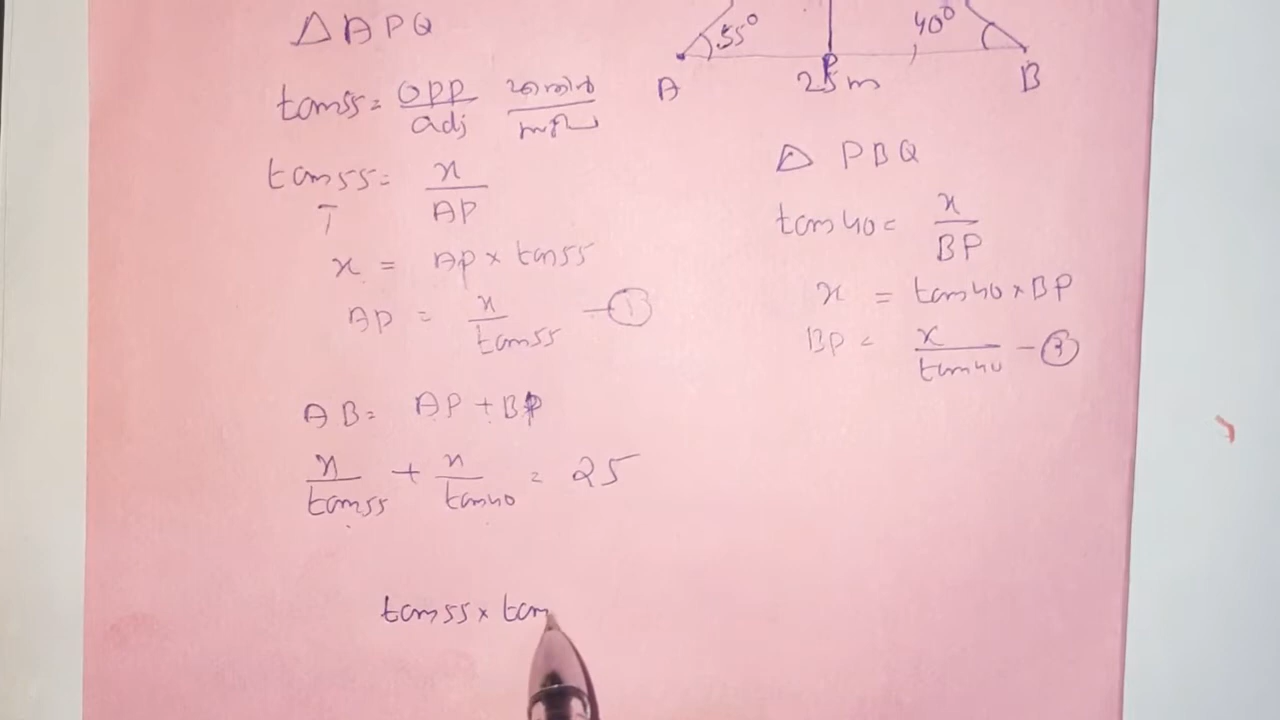 △ A P Q
55° 40°
A P 25m B
tan55 = opp/adj എതിർ
tan55 = x/AP
T
x = AP × tan55
AP = x/tan55 — ①
△ PBQ
tan40 = x/BP
x = tan40 × BP
BP = x/tan40 — ②
AB = AP + BP
x/tan55 + x/tan40 = 25
tan55 × tan